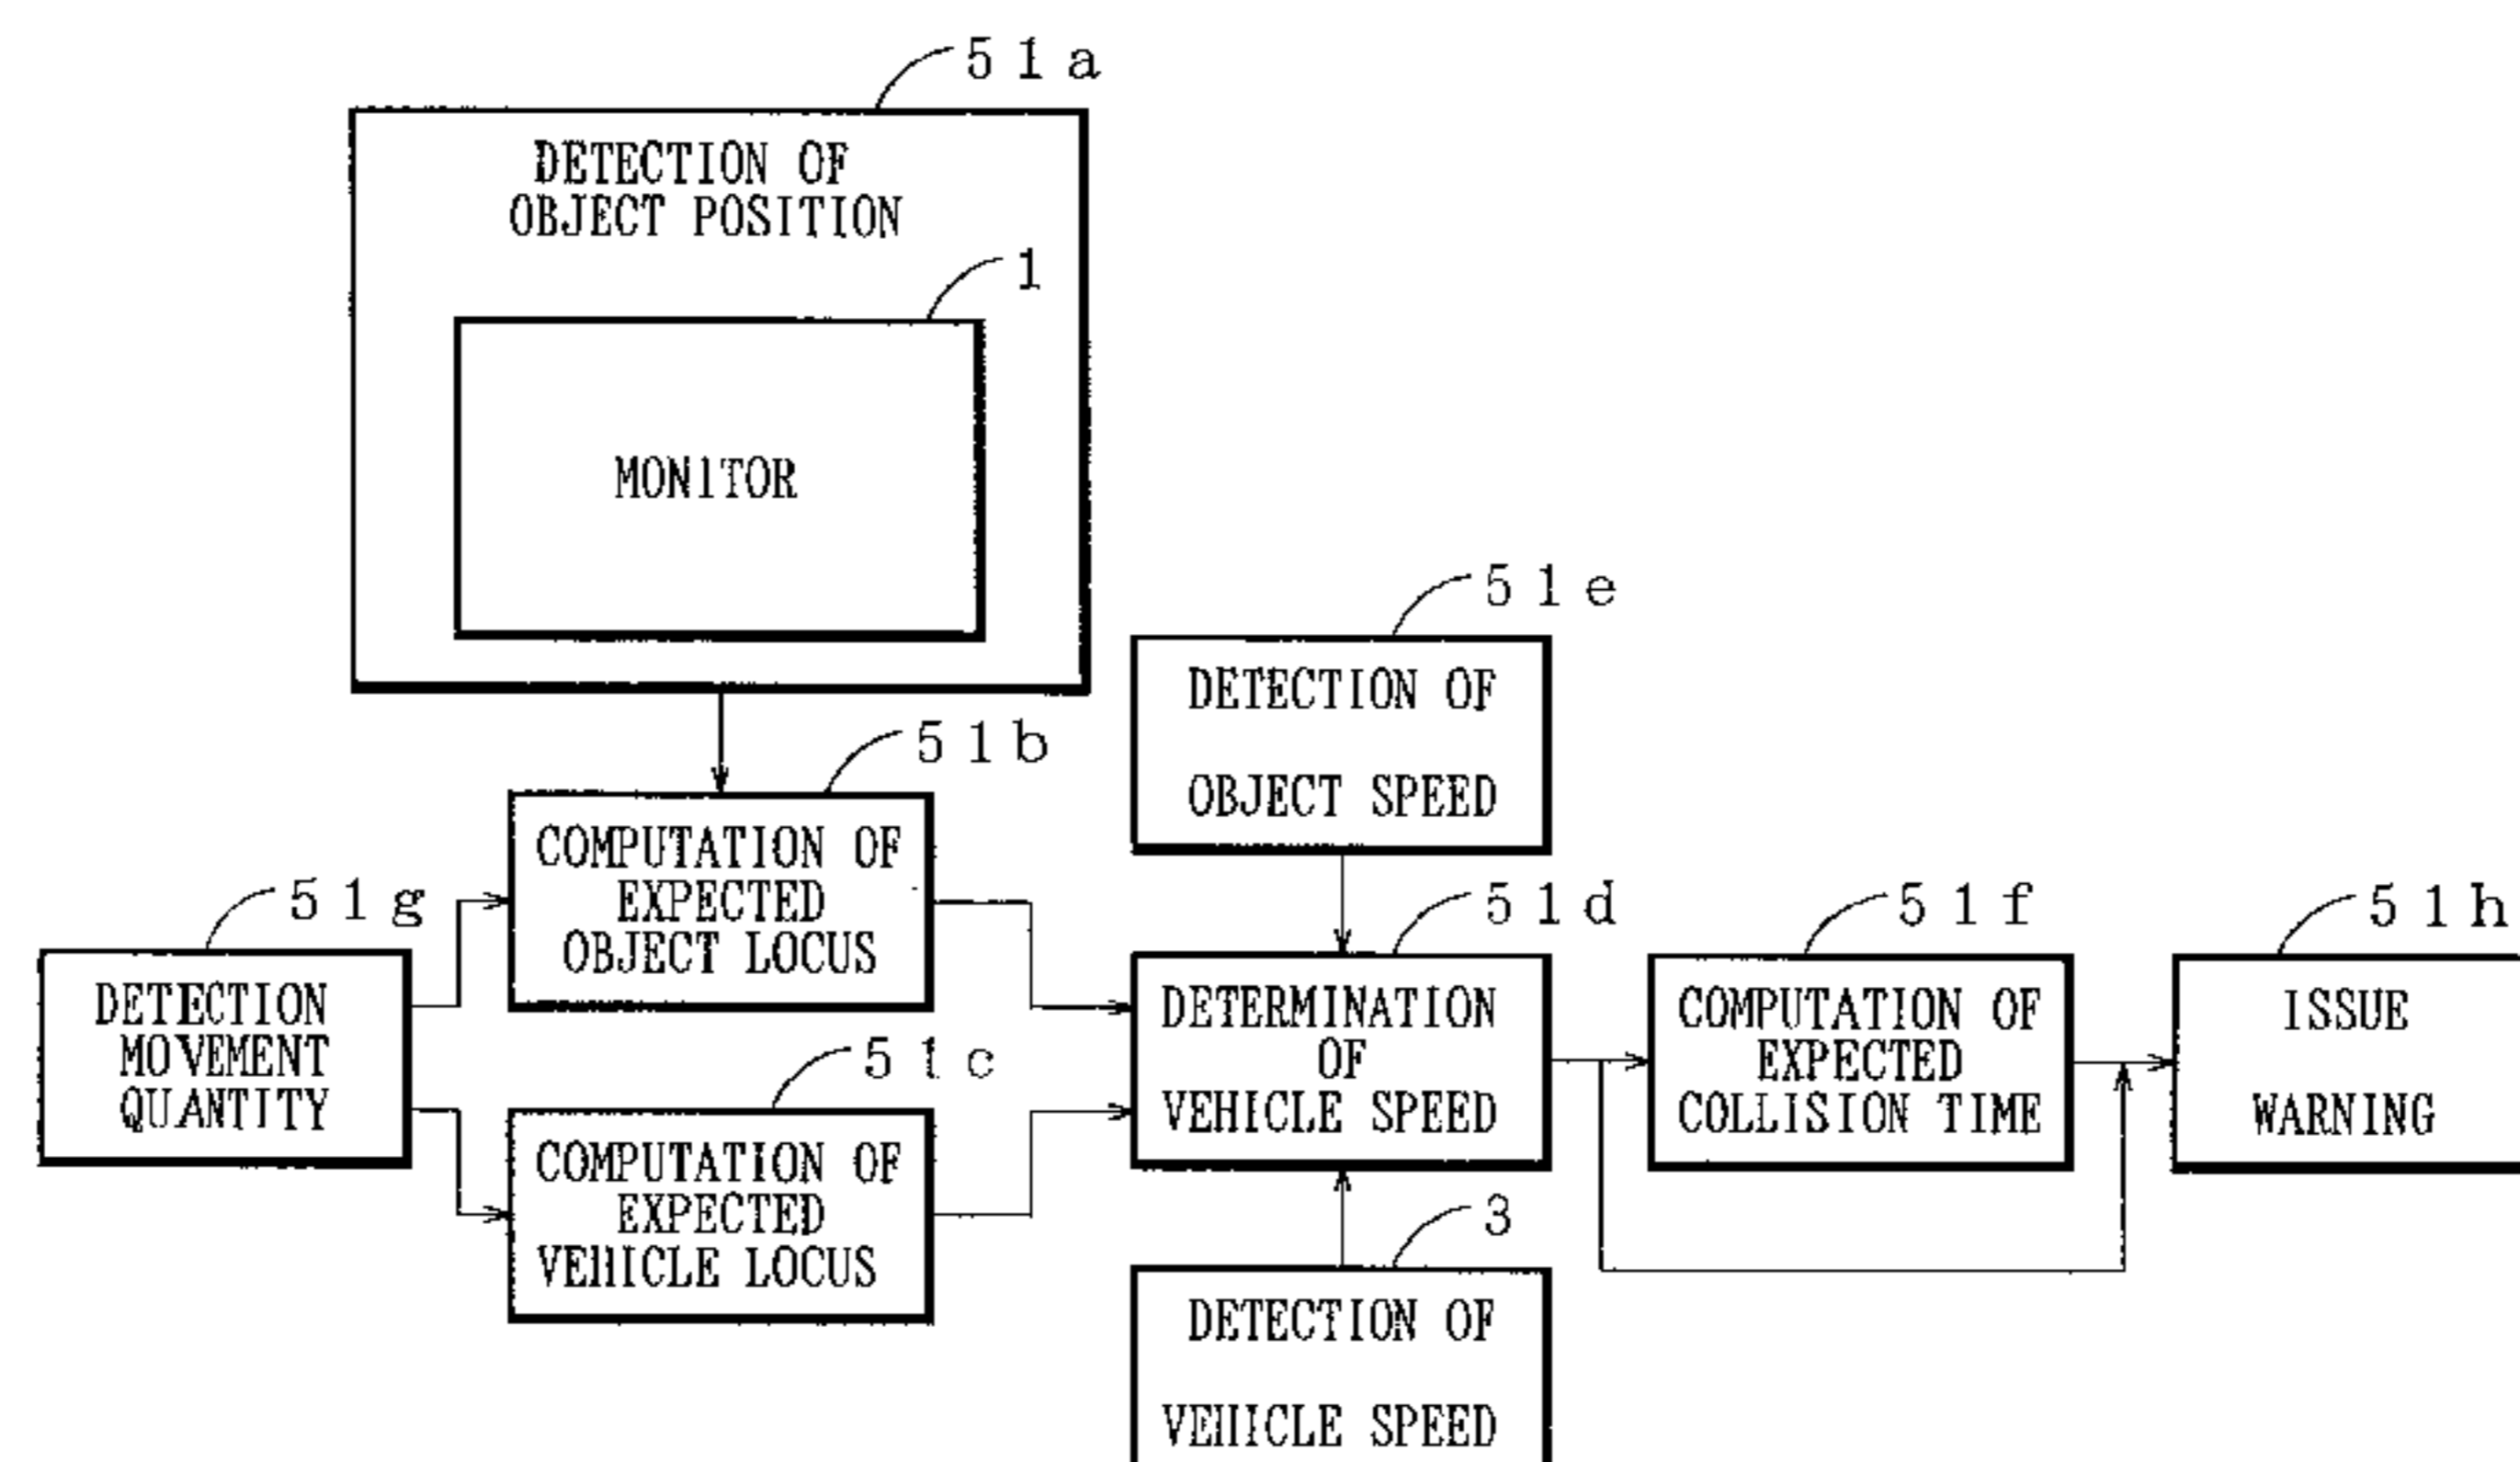 51a
DETECTION OF
OBJECT POSITION
1
MONITOR
51e
DETECTION OF
OBJECT SPEED
51b
COMPUTATION OF
EXPECTED
OBJECT LOCUS
51g
DETECTION
MOVEMENT
QUANTITY
51c
COMPUTATION OF
EXPECTED
VEHICLE LOCUS
51d
DETERMINATION
OF
VEHICLE SPEED
51f
COMPUTATION OF
EXPECTED
COLLISION TIME
51h
ISSUE
WARNING
3
DETECTION OF
VEHICLE SPEED